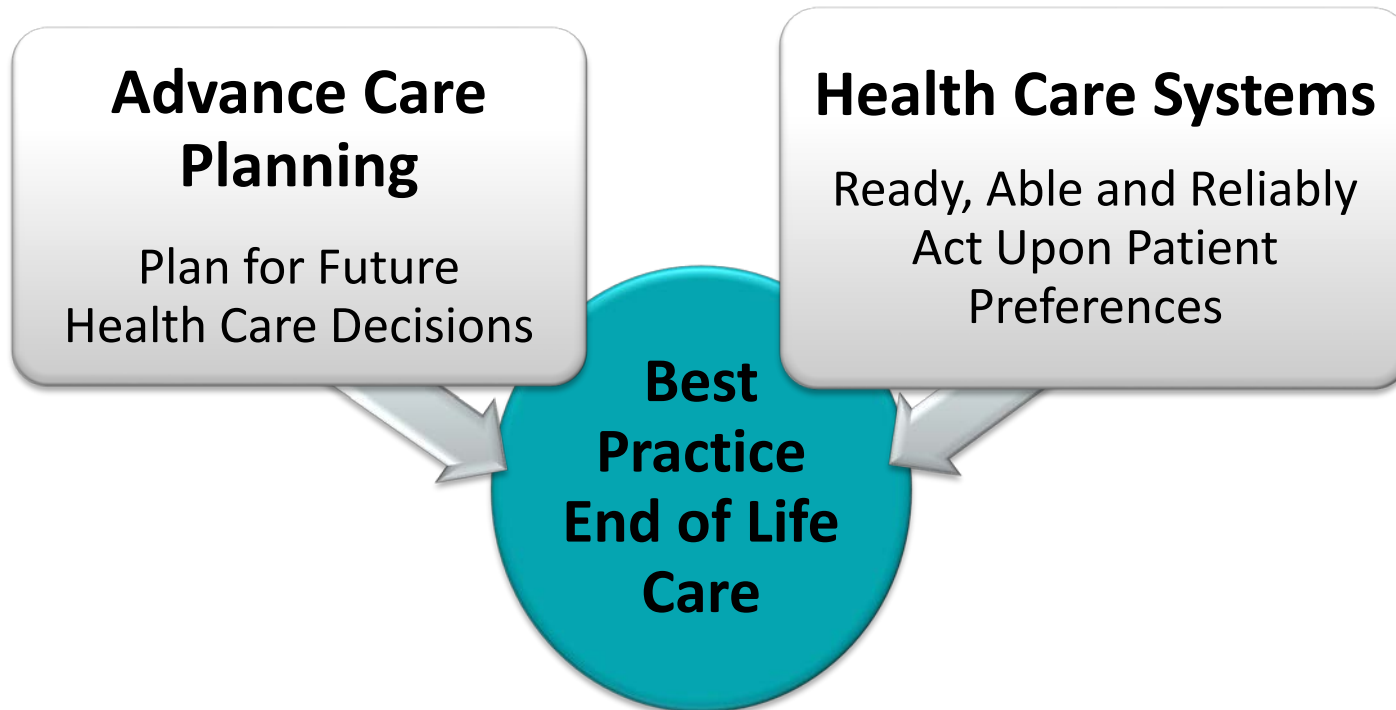 Advance Care
Planning
Plan for Future
Health Care Decisions
Health Care Systems
Ready, Able and Reliably
Act Upon Patient
Preferences
Best
Practice
End of Life
Care